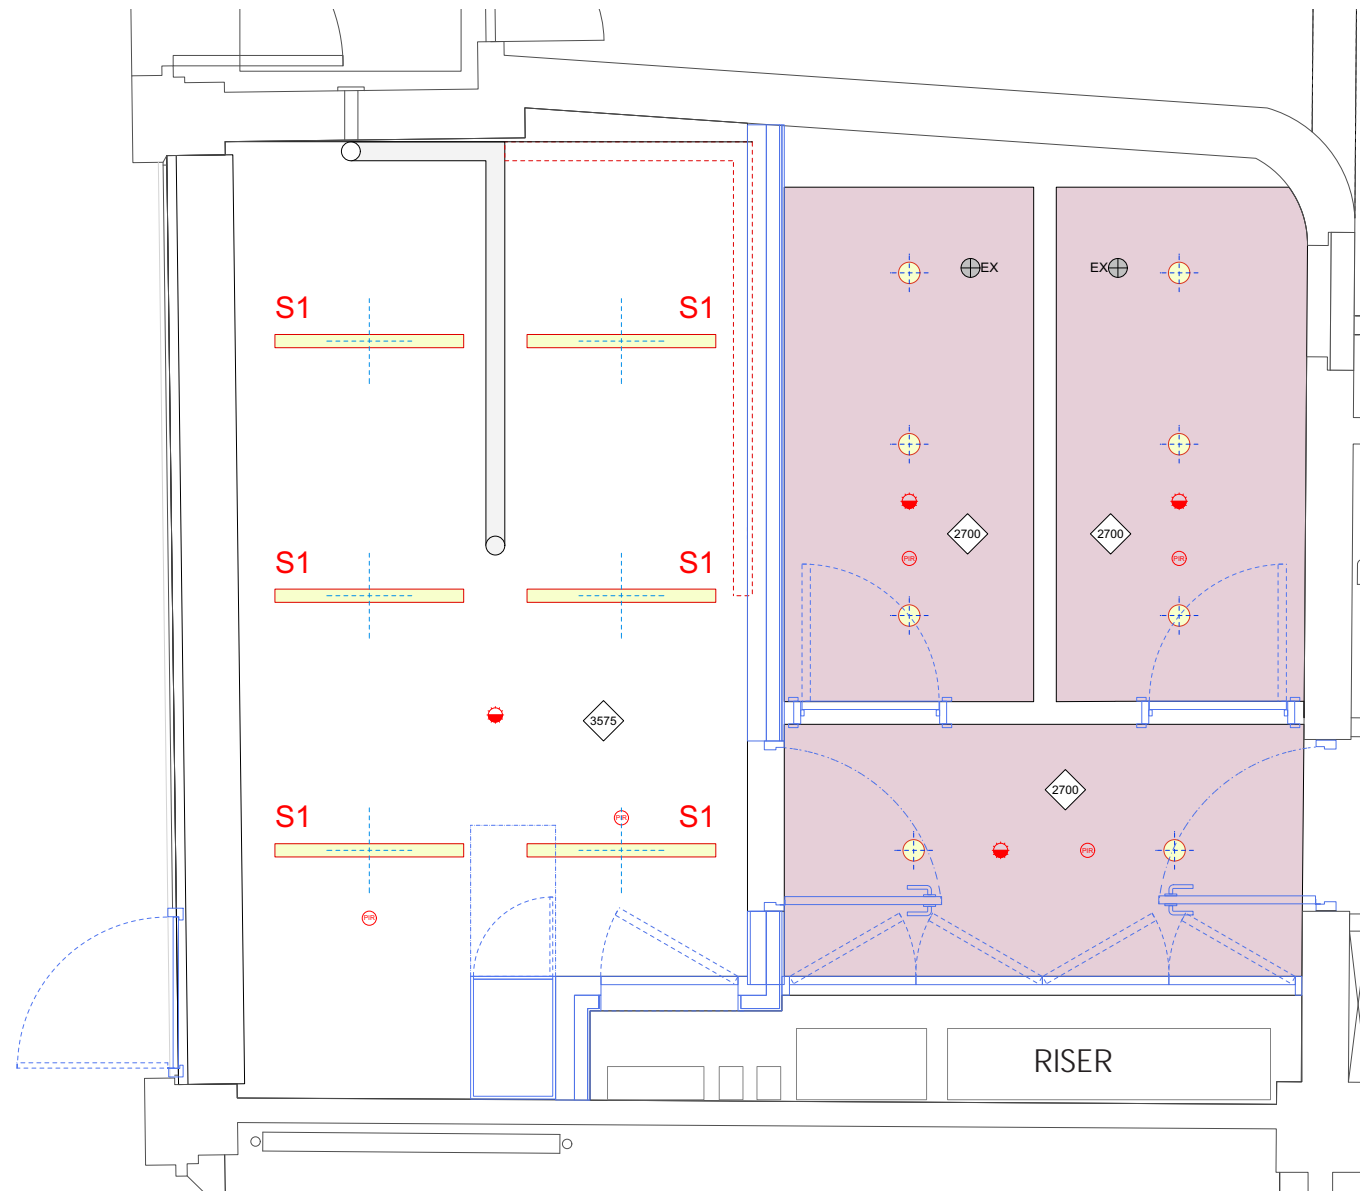 EX EX
S1 S1
2700 2700
S1 S1
PIR PIR
3575
2700
S1 S1
PIR
PIR
PIR
RISER